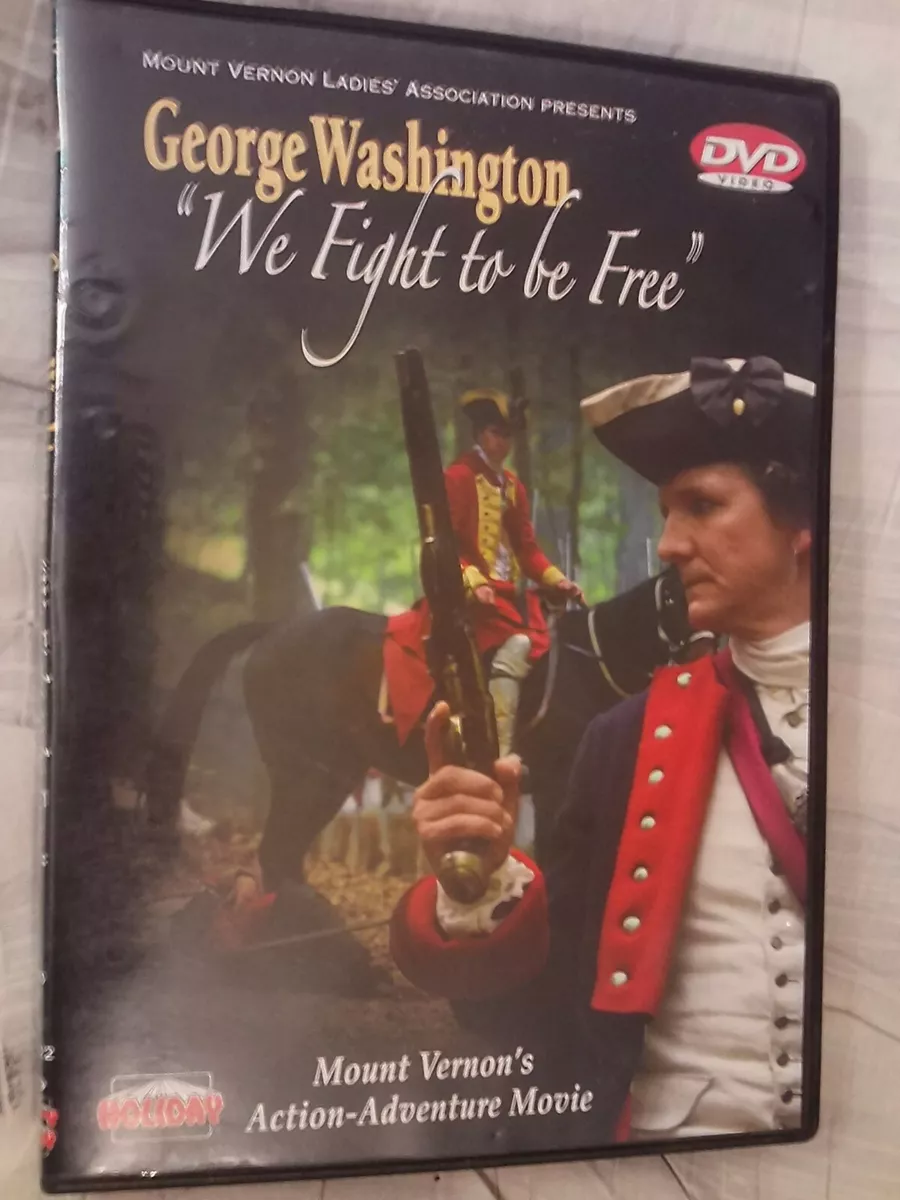 MOUNT VERNON LADIES' ASSOCIATION PRESENTS
George Washington
"We Fight to be Free"
DVD
VIDEO
Mount Vernon's
Action-Adventure Movie
HOLIDAY